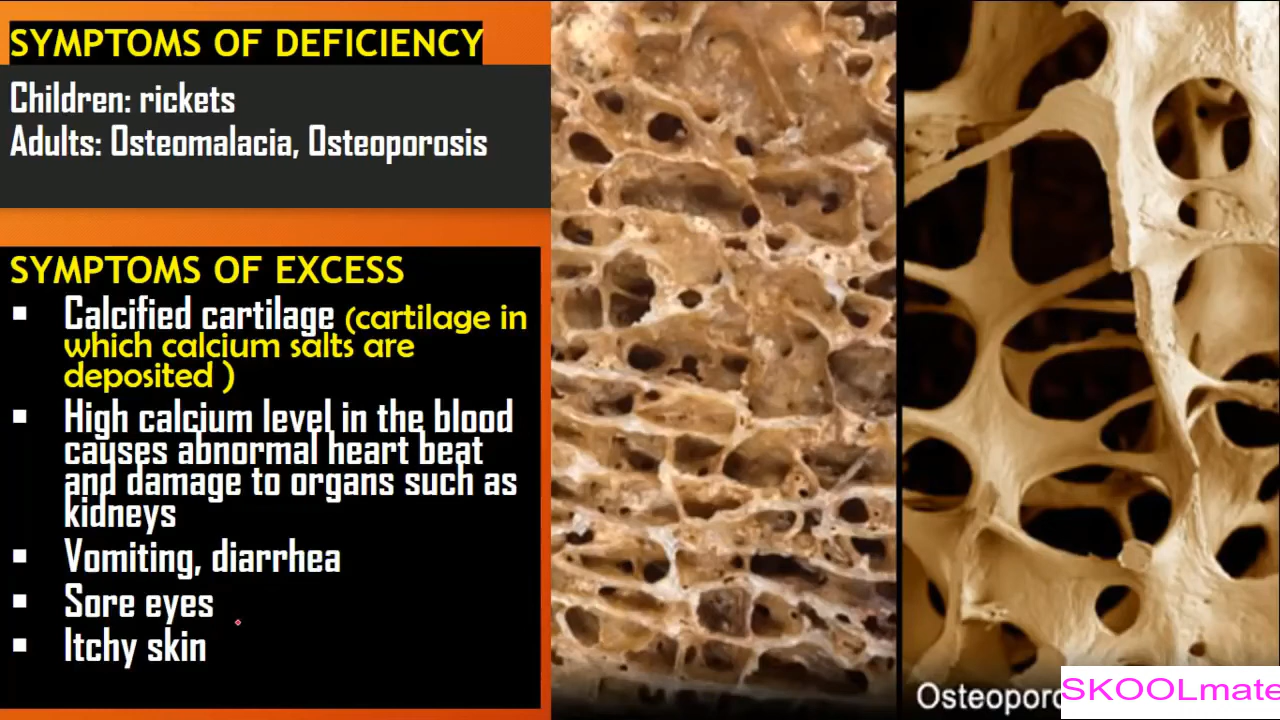 SYMPTOMS OF DEFICIENCY
Children: rickets
Adults: Osteomalacia, Osteoporosis
SYMPTOMS OF EXCESS
▪ Calcified cartilage (cartilage in
which calcium salts are
deposited )
▪ High calcium level in the blood
causes abnormal heart beat
and damage to organs such as
kidneys
▪ Vomiting, diarrhea
▪ Sore eyes
▪ Itchy skin
SKOOLmate